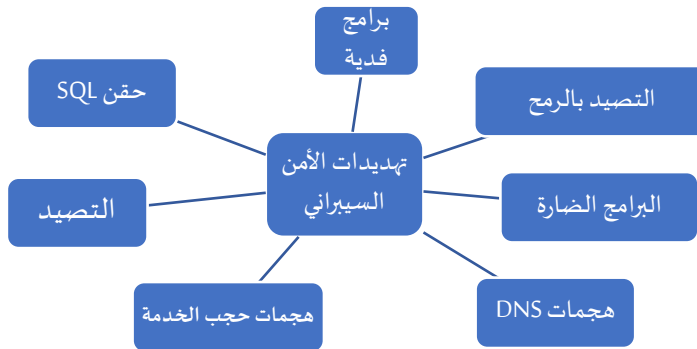 برامج
فدية
التصيد بالرمح
حقن SQL
تهديدات الأمن
السيبراني
البرامج الضارة
التصيد
هجمات DNS
هجمات حجب الخدمة